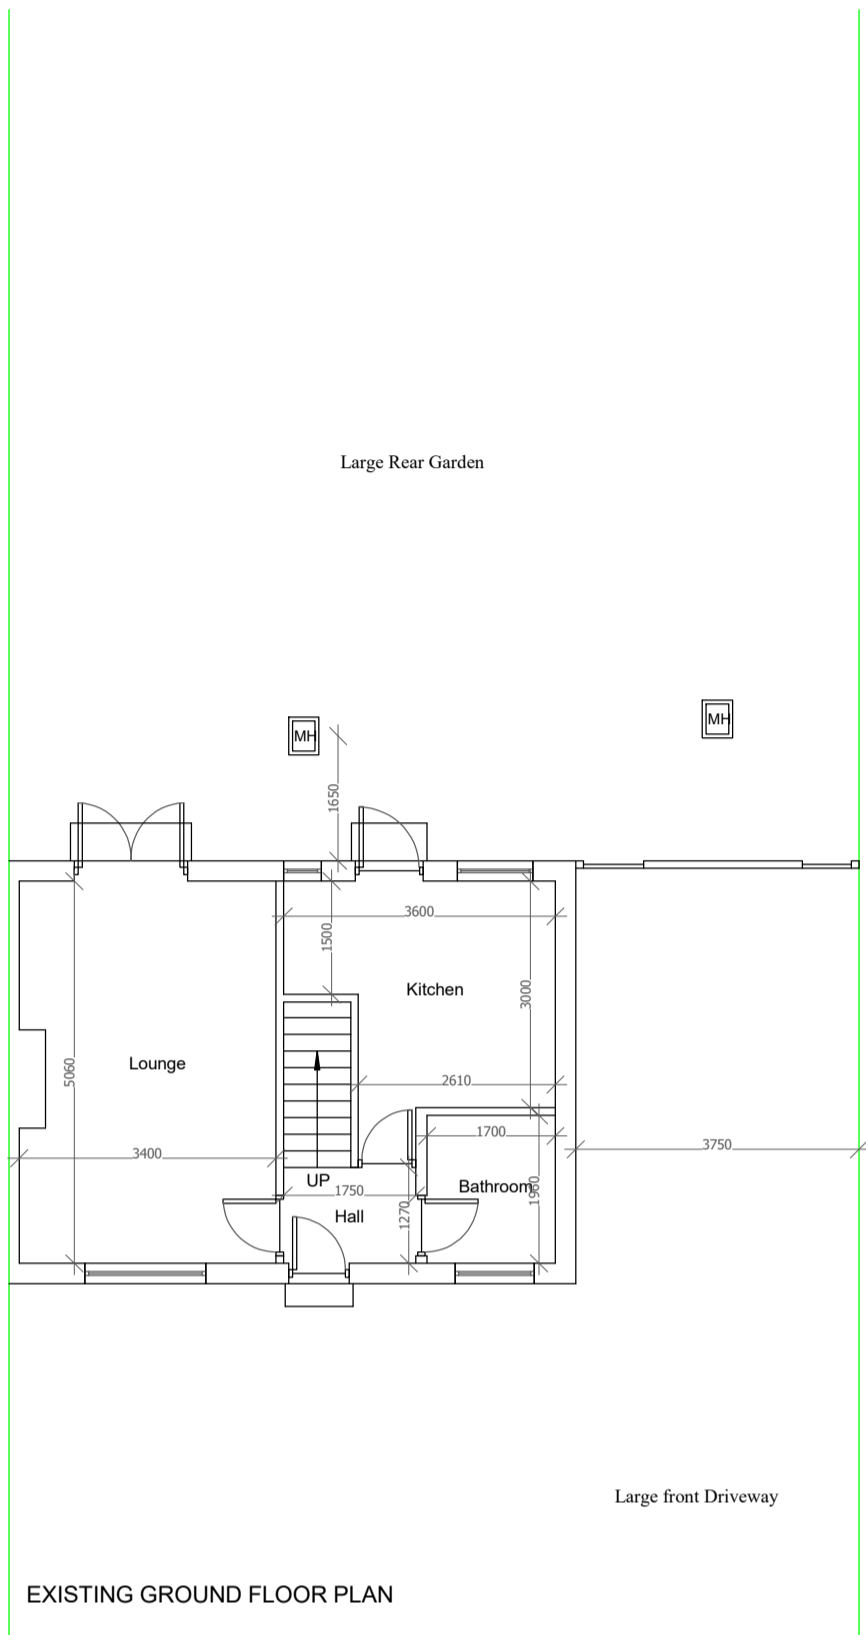 Large Rear Garden
MH
MH
1650
3600
1500
Kitchen
3000
Lounge
5060
2610
1700
3750
3400
UP
1750
Bathroom
1960
Hall
1270
Large front Driveway
EXISTING GROUND FLOOR PLAN